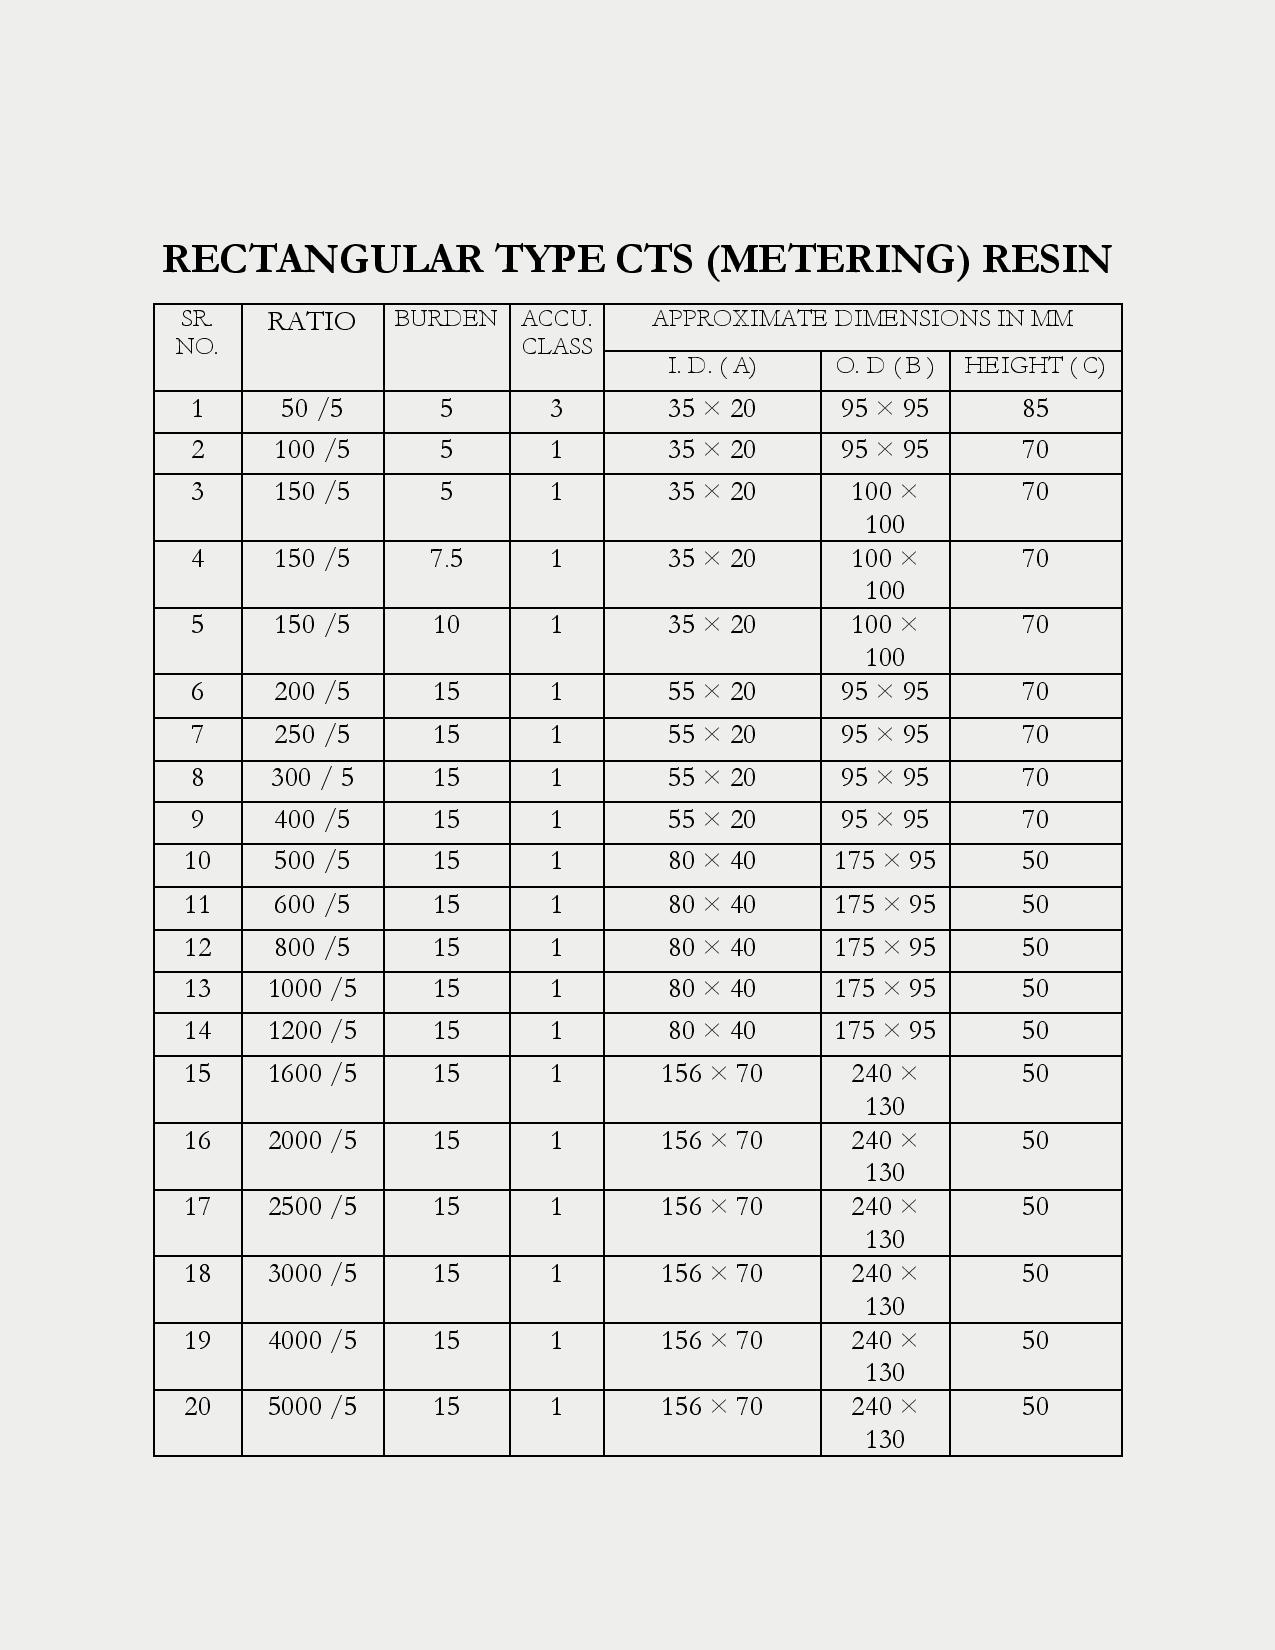 RECTANGULAR TYPE CTS (METERING) RESIN
SR. NO. RATIO BURDEN ACCU. CLASS APPROXIMATE DIMENSIONS IN MM
I. D. ( A) O. D ( B ) HEIGHT ( C)
1 50 /5 5 3 35 × 20 95 × 95 85
2 100 /5 5 1 35 × 20 95 × 95 70
3 150 /5 5 1 35 × 20 100 × 100 70
4 150 /5 7.5 1 35 × 20 100 × 100 70
5 150 /5 10 1 35 × 20 100 × 100 70
6 200 /5 15 1 55 × 20 95 × 95 70
7 250 /5 15 1 55 × 20 95 × 95 70
8 300 / 5 15 1 55 × 20 95 × 95 70
9 400 /5 15 1 55 × 20 95 × 95 70
10 500 /5 15 1 80 × 40 175 × 95 50
11 600 /5 15 1 80 × 40 175 × 95 50
12 800 /5 15 1 80 × 40 175 × 95 50
13 1000 /5 15 1 80 × 40 175 × 95 50
14 1200 /5 15 1 80 × 40 175 × 95 50
15 1600 /5 15 1 156 × 70 240 × 130 50
16 2000 /5 15 1 156 × 70 240 × 130 50
17 2500 /5 15 1 156 × 70 240 × 130 50
18 3000 /5 15 1 156 × 70 240 × 130 50
19 4000 /5 15 1 156 × 70 240 × 130 50
20 5000 /5 15 1 156 × 70 240 × 130 50